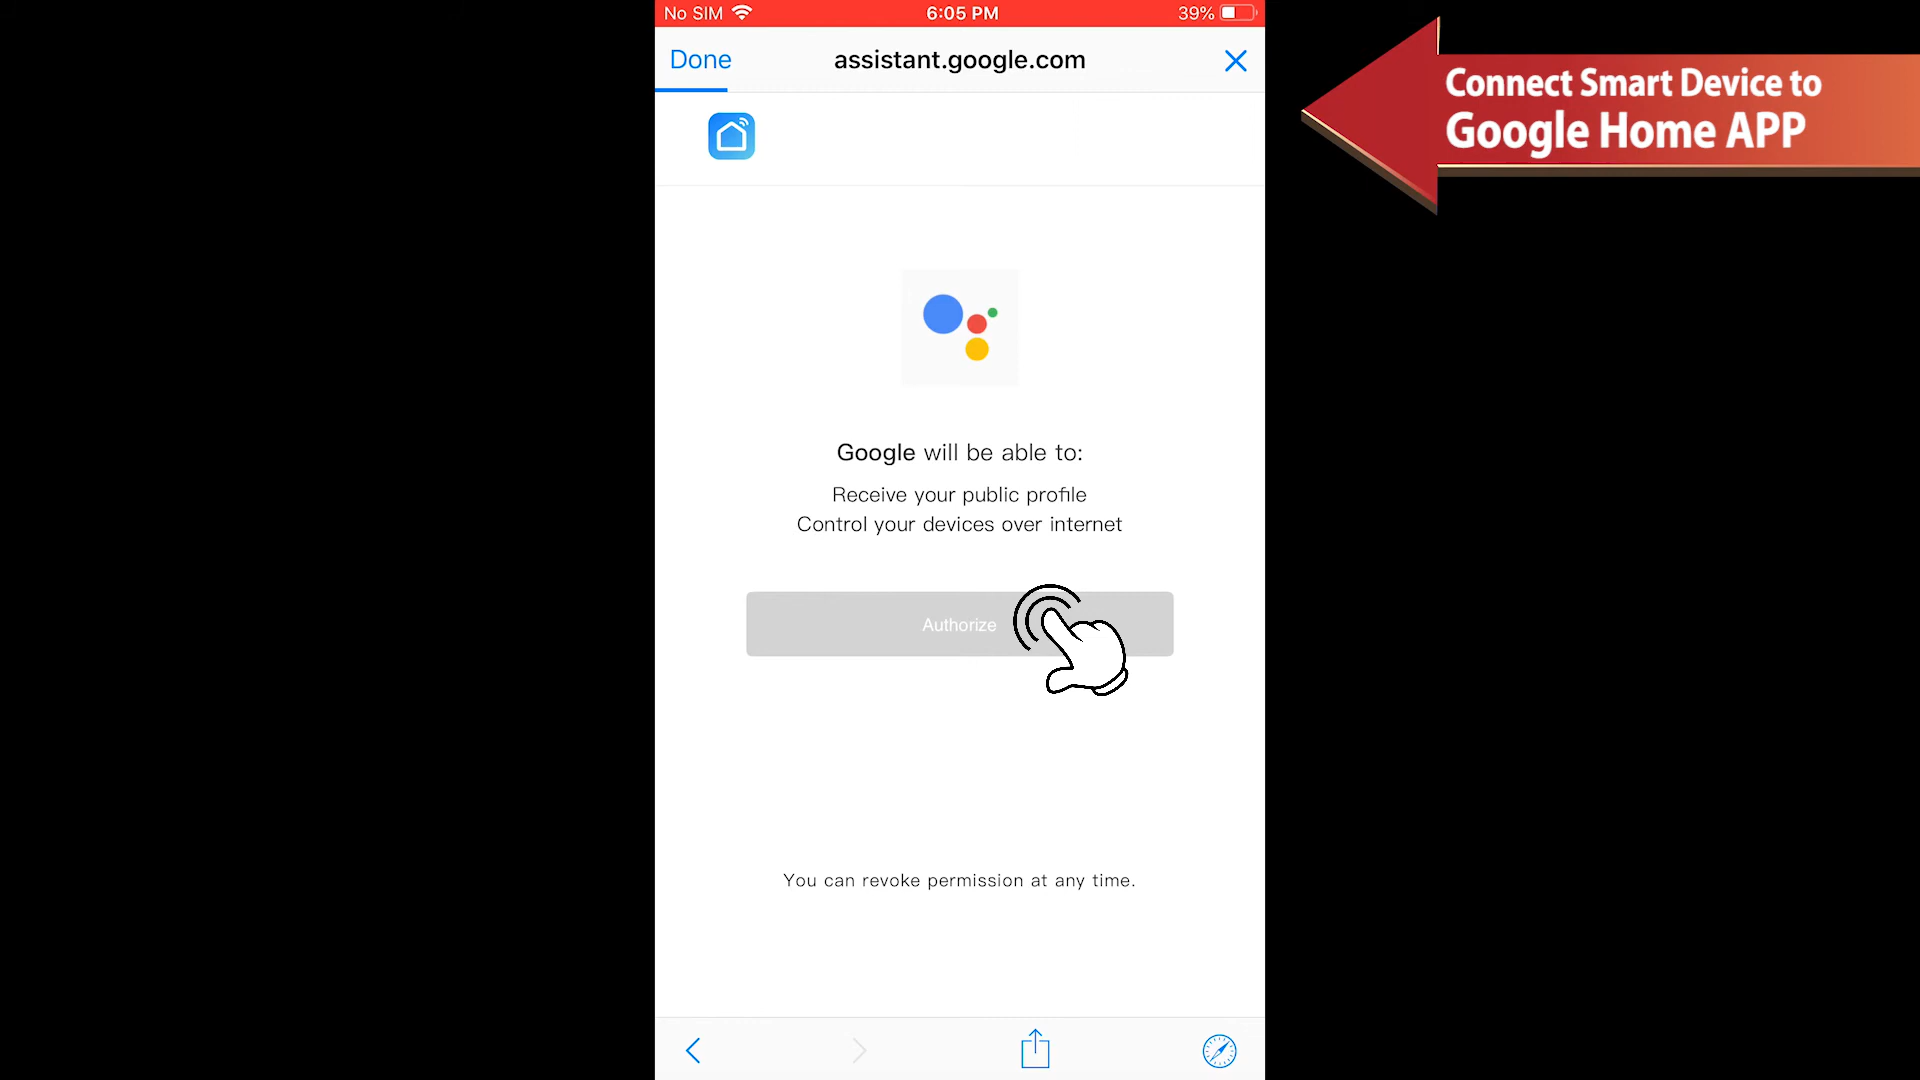 No SIM
6:05 PM
39%
Done
assistant.google.com
Connect Smart Device to
Google Home APP
Google will be able to:
Receive your public profile
Control your devices over internet
Authorize
You can revoke permission at any time.